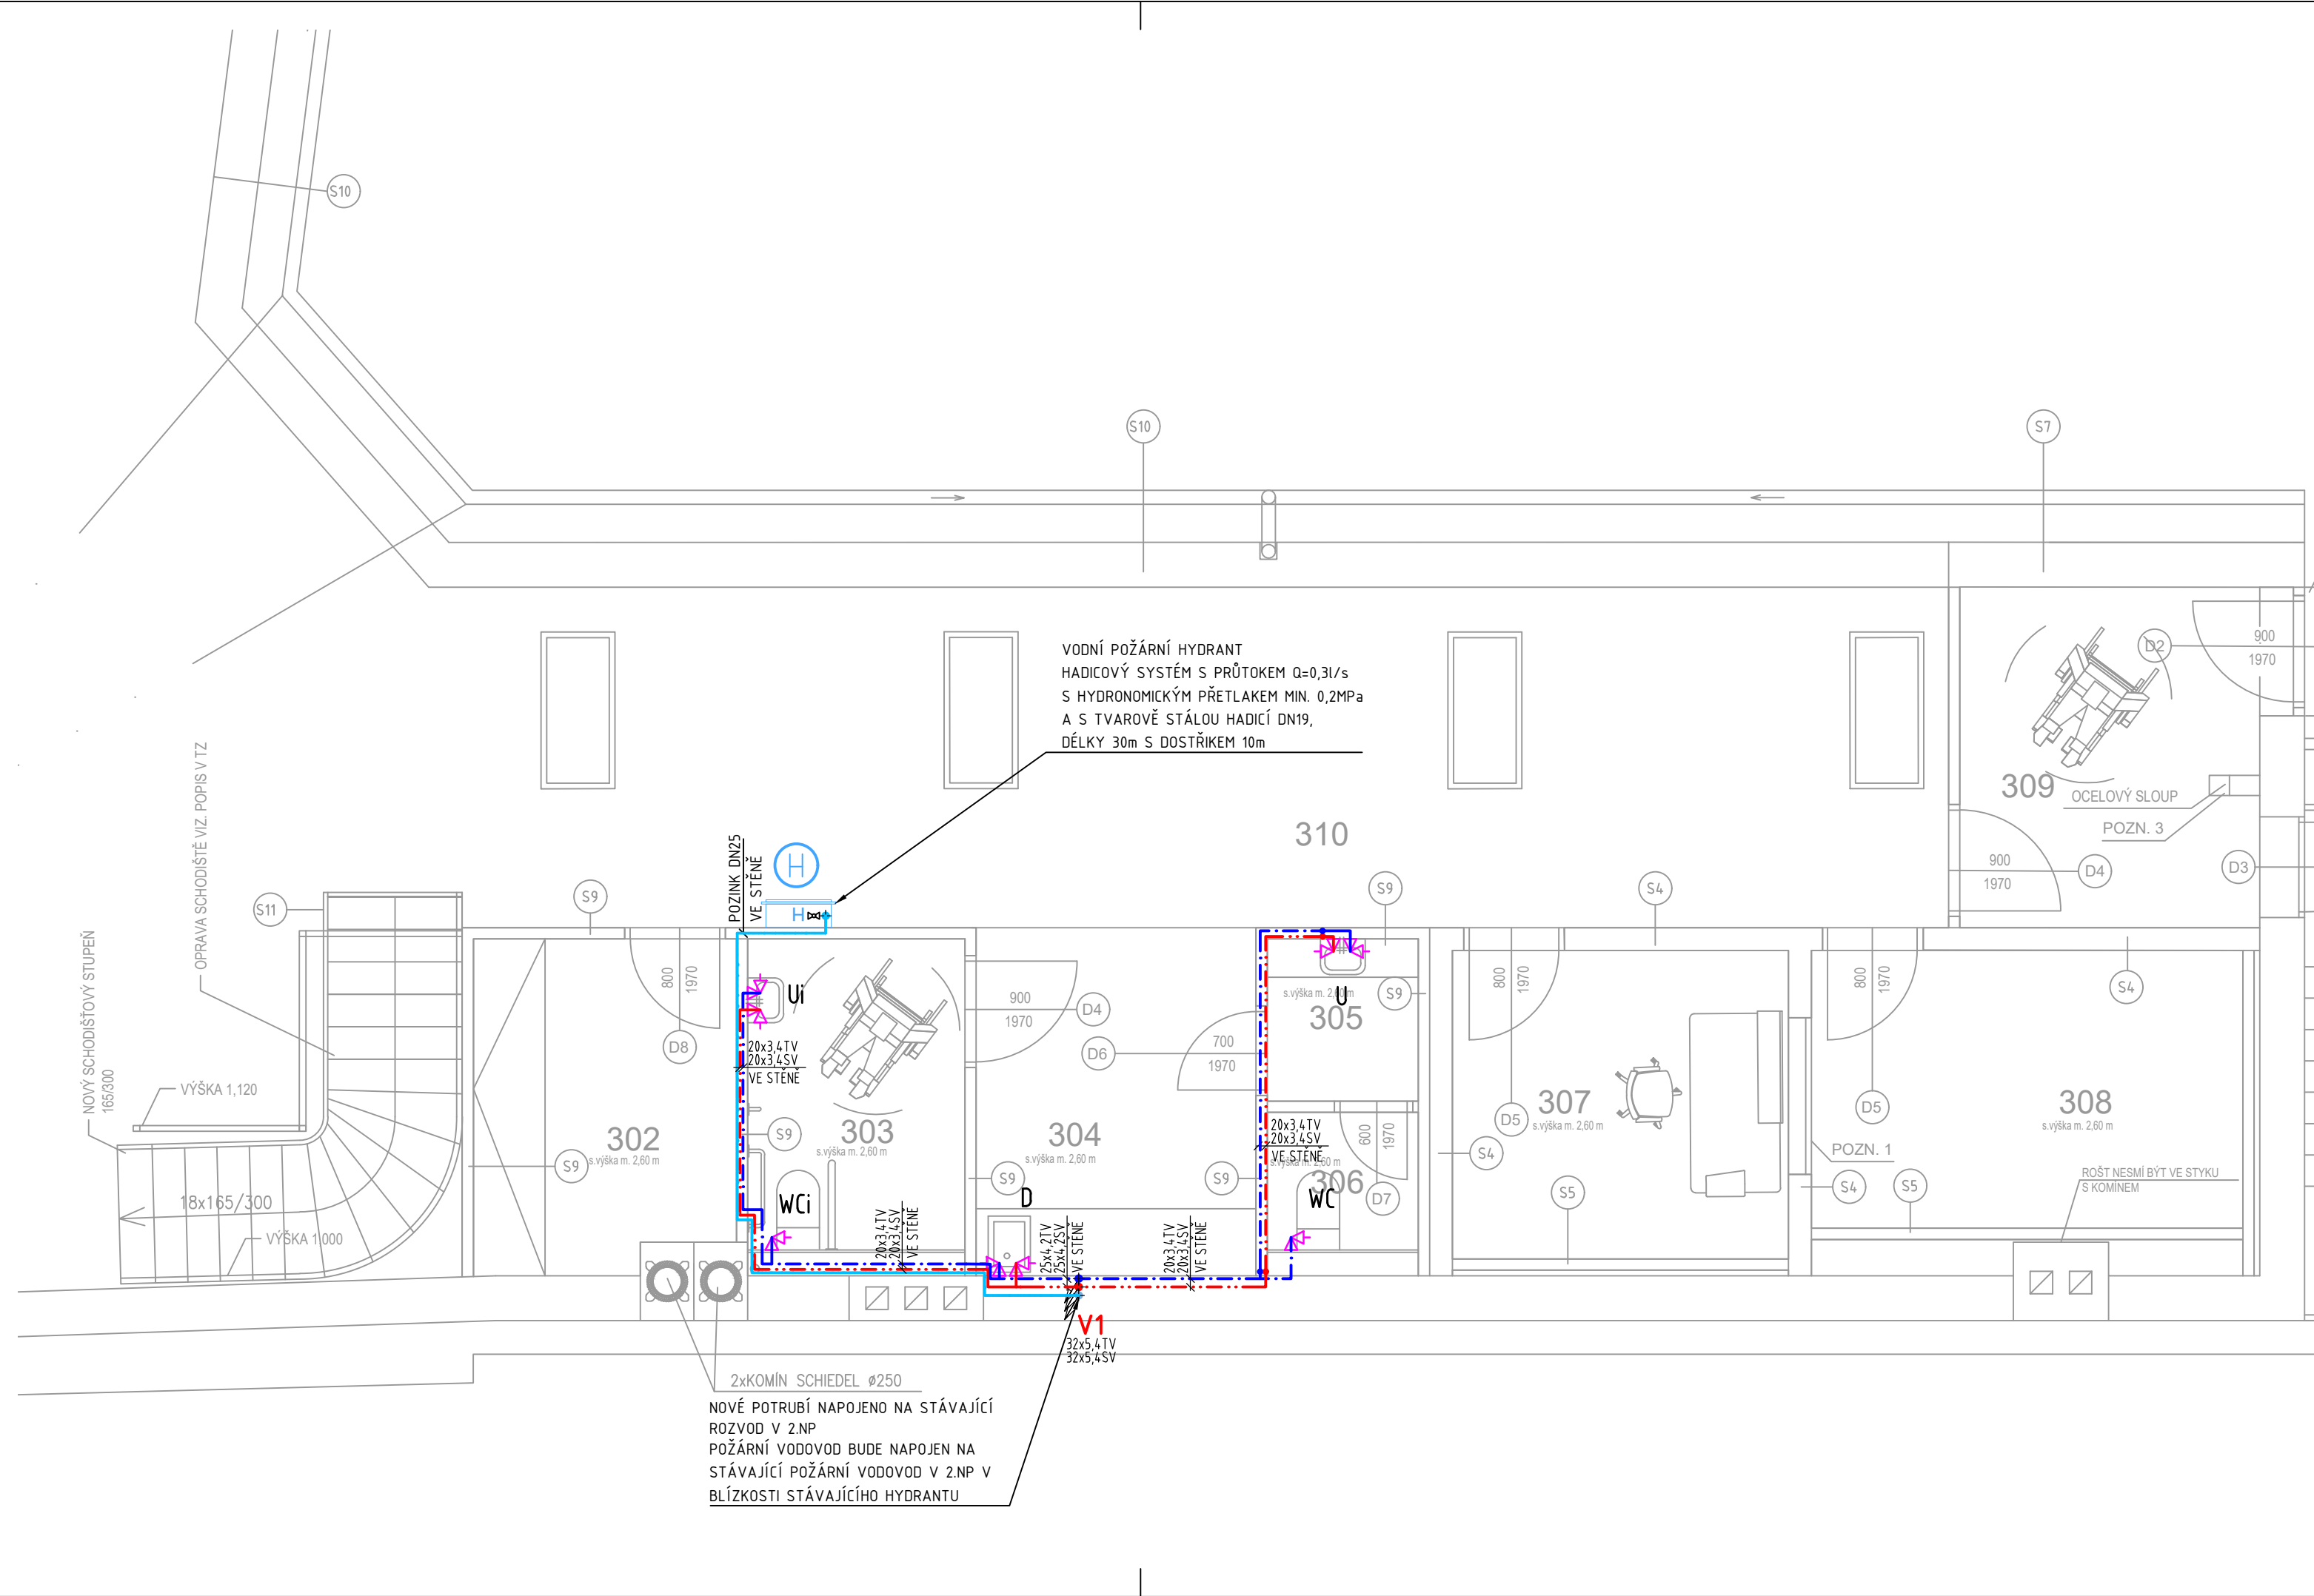 S10
S10
S7
VODNÍ POŽÁRNÍ HYDRANT
HADICOVÝ SYSTÉM S PRŮTOKEM Q=0,3l/s
S HYDRONOMICKÝM PŘETLAKEM MIN. 0,2MPa
A S TVAROVĚ STÁLOU HADICÍ DN19,
DÉLKY 30m S DOSTŘIKEM 10m
D2
900
1970
309
OCELOVÝ SLOUP
POZN. 3
310
900
1970
D4
D3
OPRAVA SCHODIŠTĚ VIZ. POPIS V TZ
NOVÝ SCHODIŠŤOVÝ STUPEŇ
165/300
S11
S9
POZINK DN25
VE STĚNĚ
H
H
S9
S4
S4
800
1970
D8
Ui
20x3,4TV
20x3,4SV
VE STĚNĚ
900
1970
D4
D6
700
1970
s.výška m. 2,60 m
U
305
S9
800
1970
D5
800
1970
D5
VÝŠKA 1,120
18x165/300
VÝŠKA 1,000
302
s.výška m. 2,60 m
S9
S9
303
s.výška m. 2,60 m
WCi
20x3,4TV
20x3,4SV
VE STĚNĚ
304
s.výška m. 2,60 m
S9
D
S9
25x4,2TV
25x4,2SV
VE STĚNĚ
20x3,4TV
20x3,4SV
VE STĚNĚ
20x3,4TV
20x3,4SV
VE STĚNĚ
s.výška m. 2,60 m
306
WC
600
1970
D7
S4
307
s.výška m. 2,60 m
S5
POZN. 1
S4
S5
308
s.výška m. 2,60 m
ROŠT NESMÍ BÝT VE STYKU
S KOMÍNEM
V1
32x5,4TV
32x5,4SV
2xKOMÍN SCHIEDEL ø250
NOVÉ POTRUBÍ NAPOJENO NA STÁVAJÍCÍ
ROZVOD V 2.NP
POŽÁRNÍ VODOVOD BUDE NAPOJEN NA
STÁVAJÍCÍ POŽÁRNÍ VODOVOD V 2.NP V
BLÍZKOSTI STÁVAJÍCÍHO HYDRANTU